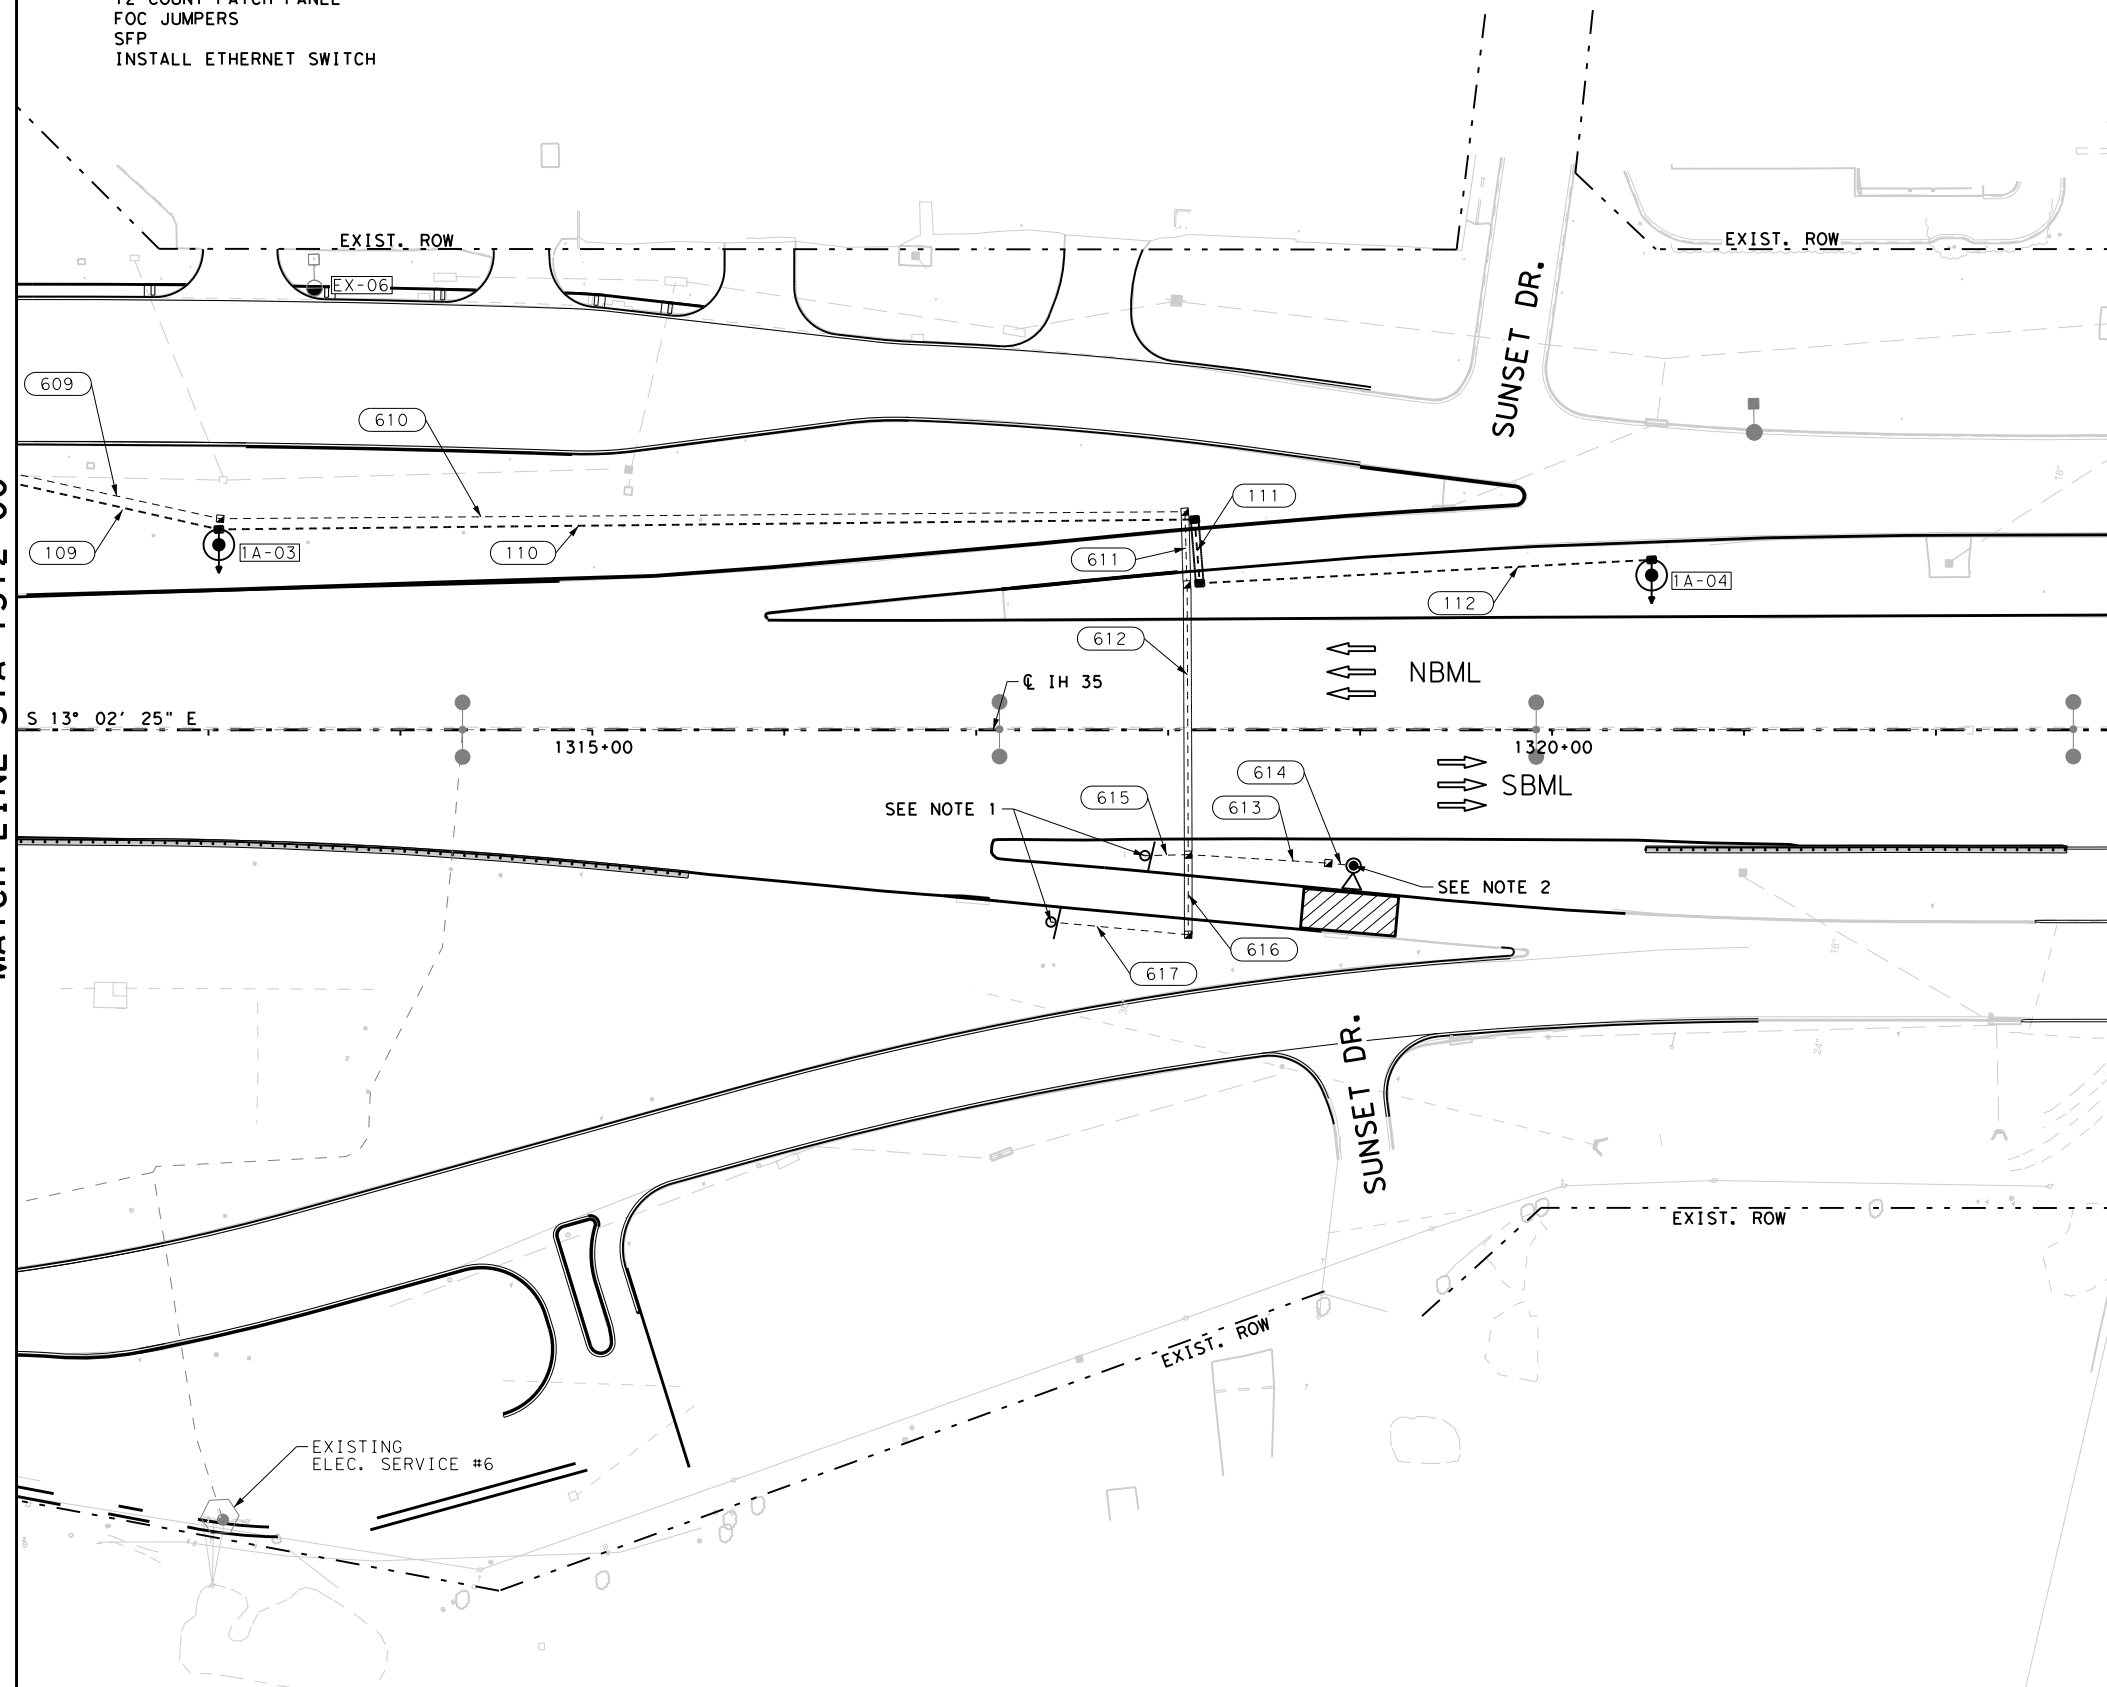 FOC JUMPERS
SFP
INSTALL ETHERNET SWITCH
EXIST. ROW
EXIST. ROW
EX-06
SUNSET DR.
609
610
109
1A-03
110
611
111
112
1A-04
612
NBML
℄ IH 35
S 13° 02' 25" E
1315+00
1320+00
SBML
SEE NOTE 1
615
614
613
SEE NOTE 2
616
617
18"
18"
24"
SUNSET DR.
EXIST. ROW
EXIST. ROW
EXISTING
ELEC. SERVICE #6